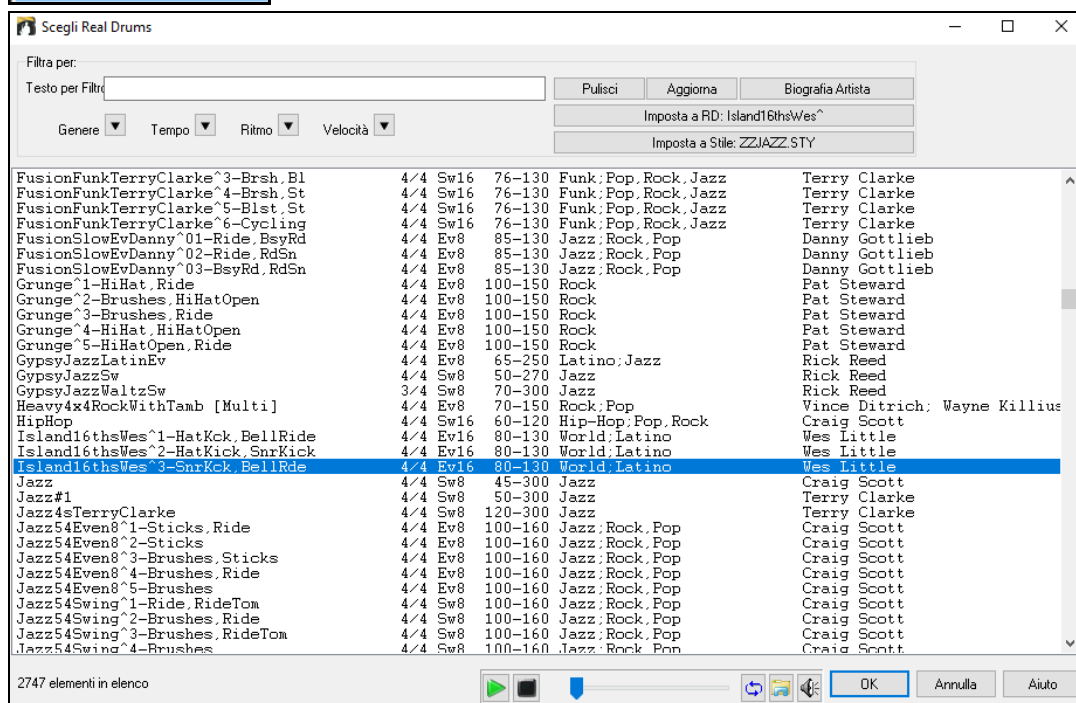 Scegli Real Drums
Filtra per:
Testo per Filtro
Pulisci Aggiorna Biografia Artista
Genere Tempo Ritmo Velocità
Imposta a RD: Island16thsWes^
Imposta a Stile: ZZJAZZ.STY
FusionFunkTerryClarke^3-Brsh,Bl 4/4 Sw16 76-130 Funk;Pop,Rock,Jazz Terry Clarke
FusionFunkTerryClarke^4-Brsh,St 4/4 Sw16 76-130 Funk;Pop,Rock,Jazz Terry Clarke
FusionFunkTerryClarke^5-Blst,St 4/4 Sw16 76-130 Funk;Pop,Rock,Jazz Terry Clarke
FusionFunkTerryClarke^6-Cycling 4/4 Sw16 76-130 Funk;Pop,Rock,Jazz Terry Clarke
FusionSlowEvDanny^01-Ride,BsyRd 4/4 Ev8 85-130 Jazz;Rock,Pop Danny Gottlieb
FusionSlowEvDanny^02-Ride,RdSn 4/4 Ev8 85-130 Jazz;Rock,Pop Danny Gottlieb
FusionSlowEvDanny^03-BsyRd,RdSn 4/4 Ev8 85-130 Jazz;Rock,Pop Danny Gottlieb
Grunge^1-HiHat,Ride 4/4 Ev8 100-150 Rock Pat Steward
Grunge^2-Brushes,HiHatOpen 4/4 Ev8 100-150 Rock Pat Steward
Grunge^3-Brushes,Ride 4/4 Ev8 100-150 Rock Pat Steward
Grunge^4-HiHat,HiHatOpen 4/4 Ev8 100-150 Rock Pat Steward
Grunge^5-HiHatOpen,Ride 4/4 Ev8 100-150 Rock Pat Steward
GypsyJazzLatinEv 4/4 Ev8 65-250 Latino;Jazz Rick Reed
GypsyJazzSw 4/4 Sw8 50-270 Jazz Rick Reed
GypsyJazzWaltzSw 3/4 Sw8 70-300 Jazz Rick Reed
Heavy4x4RockWithTamb [Multi] 4/4 Ev8 70-150 Rock;Pop Vince Ditrich; Wayne Killius
HipHop 4/4 Sw16 60-120 Hip-Hop;Pop,Rock Craig Scott
Island16thsWes^1-HatKck,BellRide 4/4 Ev16 80-130 World;Latino Wes Little
Island16thsWes^2-HatKick,SnrKick 4/4 Ev16 80-130 World;Latino Wes Little
Island16thsWes^3-SnrKck,BellRde 4/4 Ev16 80-130 World;Latino Wes Little
Jazz 4/4 Sw8 45-300 Jazz Craig Scott
Jazz#1 4/4 Sw8 50-300 Jazz Terry Clarke
Jazz4sTerryClarke 4/4 Sw8 120-300 Jazz Terry Clarke
Jazz54Even8^1-Sticks,Ride 4/4 Ev8 100-160 Jazz;Rock,Pop Craig Scott
Jazz54Even8^2-Sticks 4/4 Ev8 100-160 Jazz;Rock,Pop Craig Scott
Jazz54Even8^3-Brushes,Sticks 4/4 Ev8 100-160 Jazz;Rock,Pop Craig Scott
Jazz54Even8^4-Brushes,Ride 4/4 Ev8 100-160 Jazz;Rock,Pop Craig Scott
Jazz54Even8^5-Brushes 4/4 Ev8 100-160 Jazz;Rock,Pop Craig Scott
Jazz54Swing^1-Ride,RideTom 4/4 Sw8 100-160 Jazz;Rock,Pop Craig Scott
Jazz54Swing^2-Brushes,Ride 4/4 Sw8 100-160 Jazz;Rock,Pop Craig Scott
Jazz54Swing^3-Brushes,RideTom 4/4 Sw8 100-160 Jazz;Rock,Pop Craig Scott
Jazz54Swing^4-Brushes 4/4 Sw8 100-160 Jazz;Rock,Pop Craig Scott
2747 elementi in elenco OK Annulla Aiuto